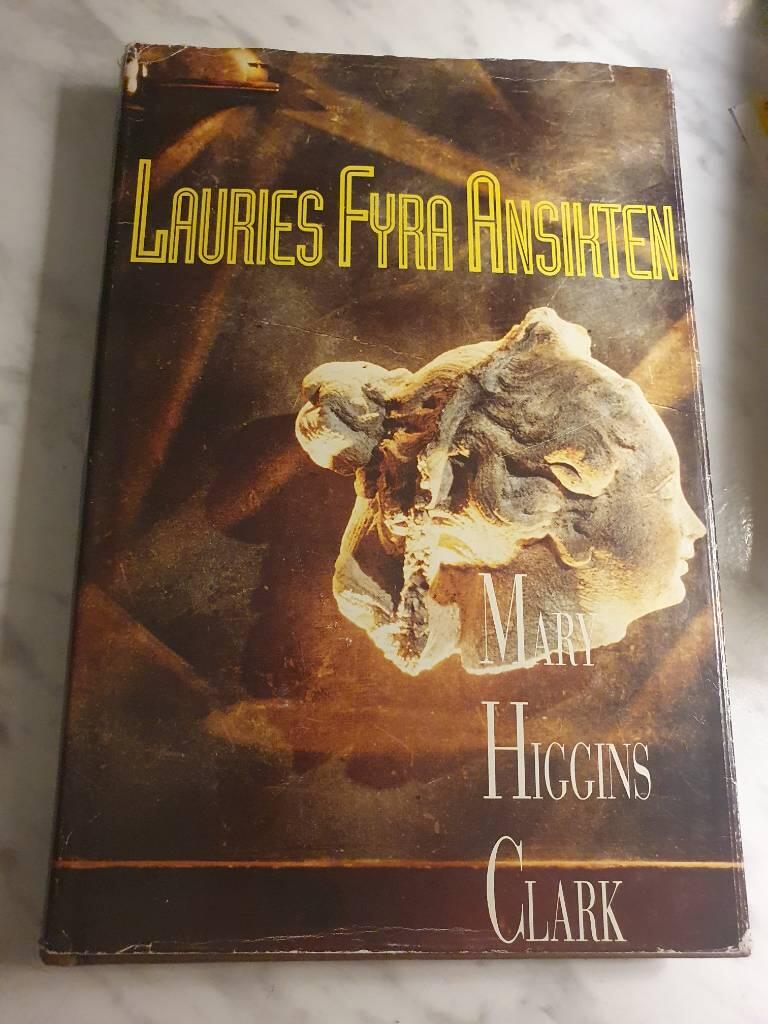 LAURIES FYRA ANSIKTEN
MARY
HIGGINS
CLARK